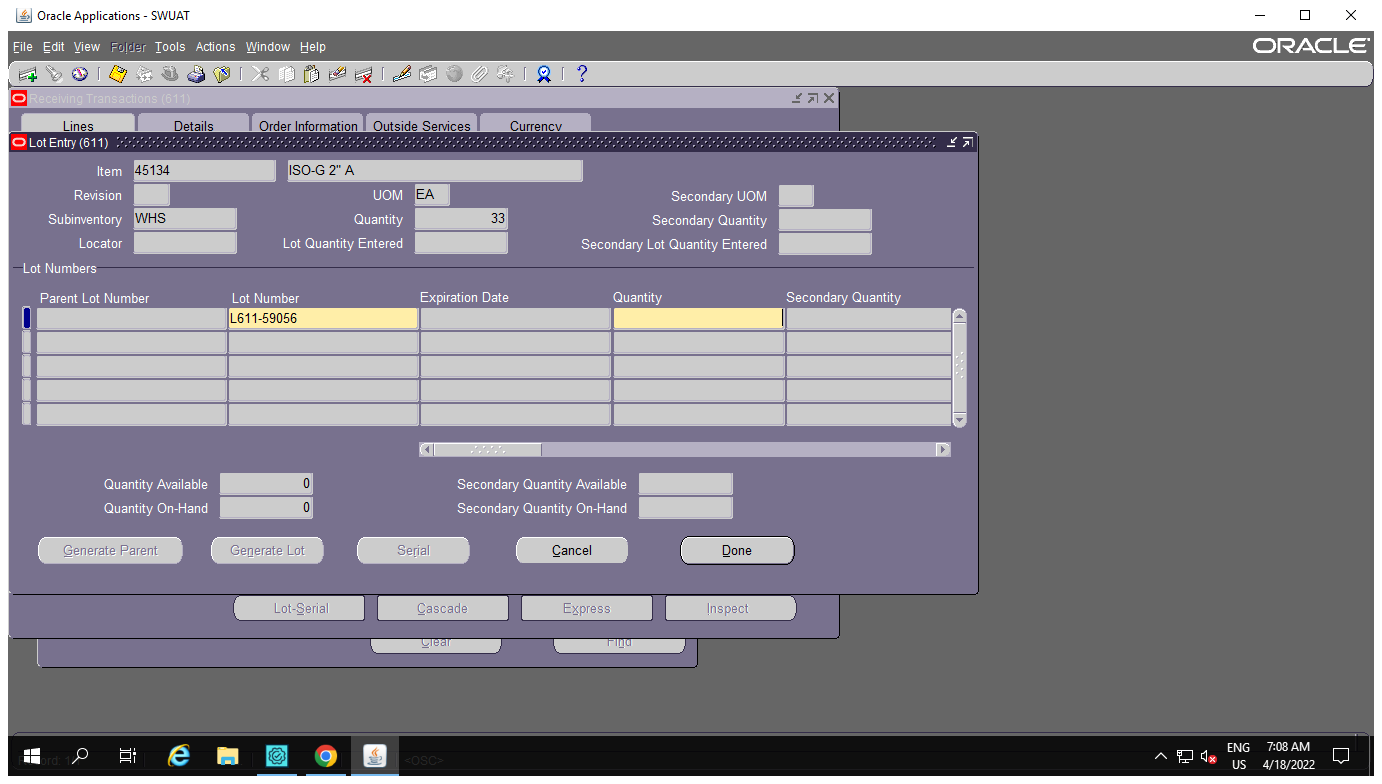 Oracle Applications - SWUAT
File Edit View Folder Tools Actions Window Help
ORACLE
Receiving Transactions (611)
Lines Details Order Information Outside Services Currency
Lot Entry (611)
Item 45134 ISO-G 2" A
Revision UOM EA Secondary UOM
Subinventory WHS Quantity 33 Secondary Quantity
Locator Lot Quantity Entered Secondary Lot Quantity Entered
Lot Numbers
Parent Lot Number Lot Number Expiration Date Quantity Secondary Quantity
L611-59056
Quantity Available 0 Secondary Quantity Available
Quantity On-Hand 0 Secondary Quantity On-Hand
Generate Parent Generate Lot Serial Cancel Done
Lot-Serial Cascade Express Inspect
Clear Find
ENG 7:08 AM
US 4/18/2022
<OSC>